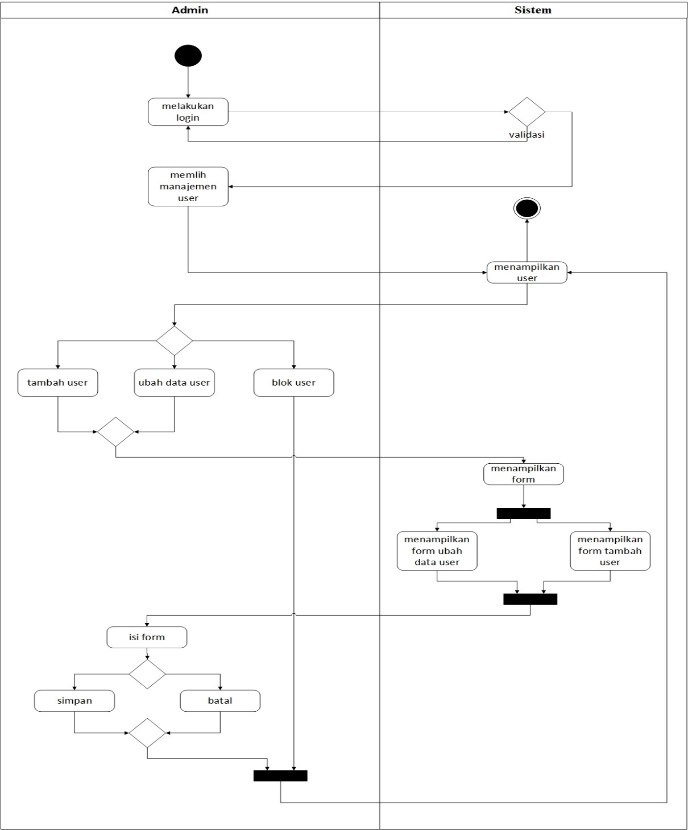 Admin
Sistem
melakukan
login
validasi
memlih
manajemen
user
menampilkan
user
tambah user
ubah data user
blok user
menampilkan
form
menampilkan
form ubah
data user
menampilkan
form tambah
user
isi form
simpan
batal